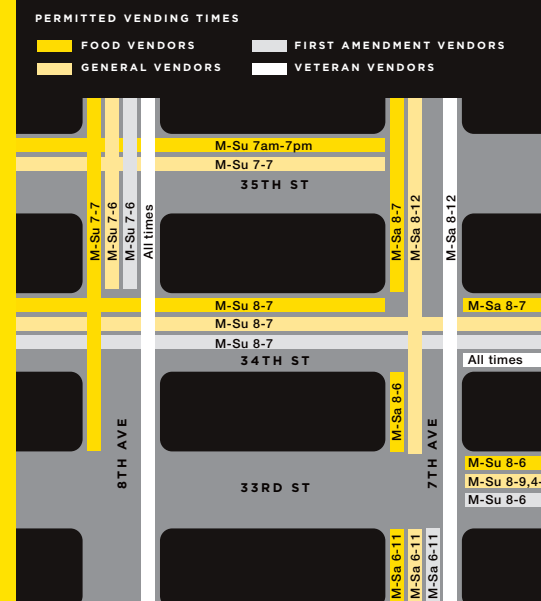 PERMITTED VENDING TIMES
FOOD VENDORS
FIRST AMENDMENT VENDORS
GENERAL VENDORS
VETERAN VENDORS
M-Su 7am-7pm
M-Su 7-7
35TH ST
M-Su 7-7
M-Su 7-6
M-Su 7-6
All times
M-Sa 8-7
M-Sa 8-12
M-Sa 8-12
M-Su 8-7
M-Sa 8-7
M-Su 8-7
M-Su 8-7
34TH ST
All times
M-Sa 8-6
8TH AVE
7TH AVE
M-Su 8-6
M-Su 8-9,4-
M-Su 8-6
33RD ST
M-Sa 6-11
M-Sa 6-11
M-Sa 6-11